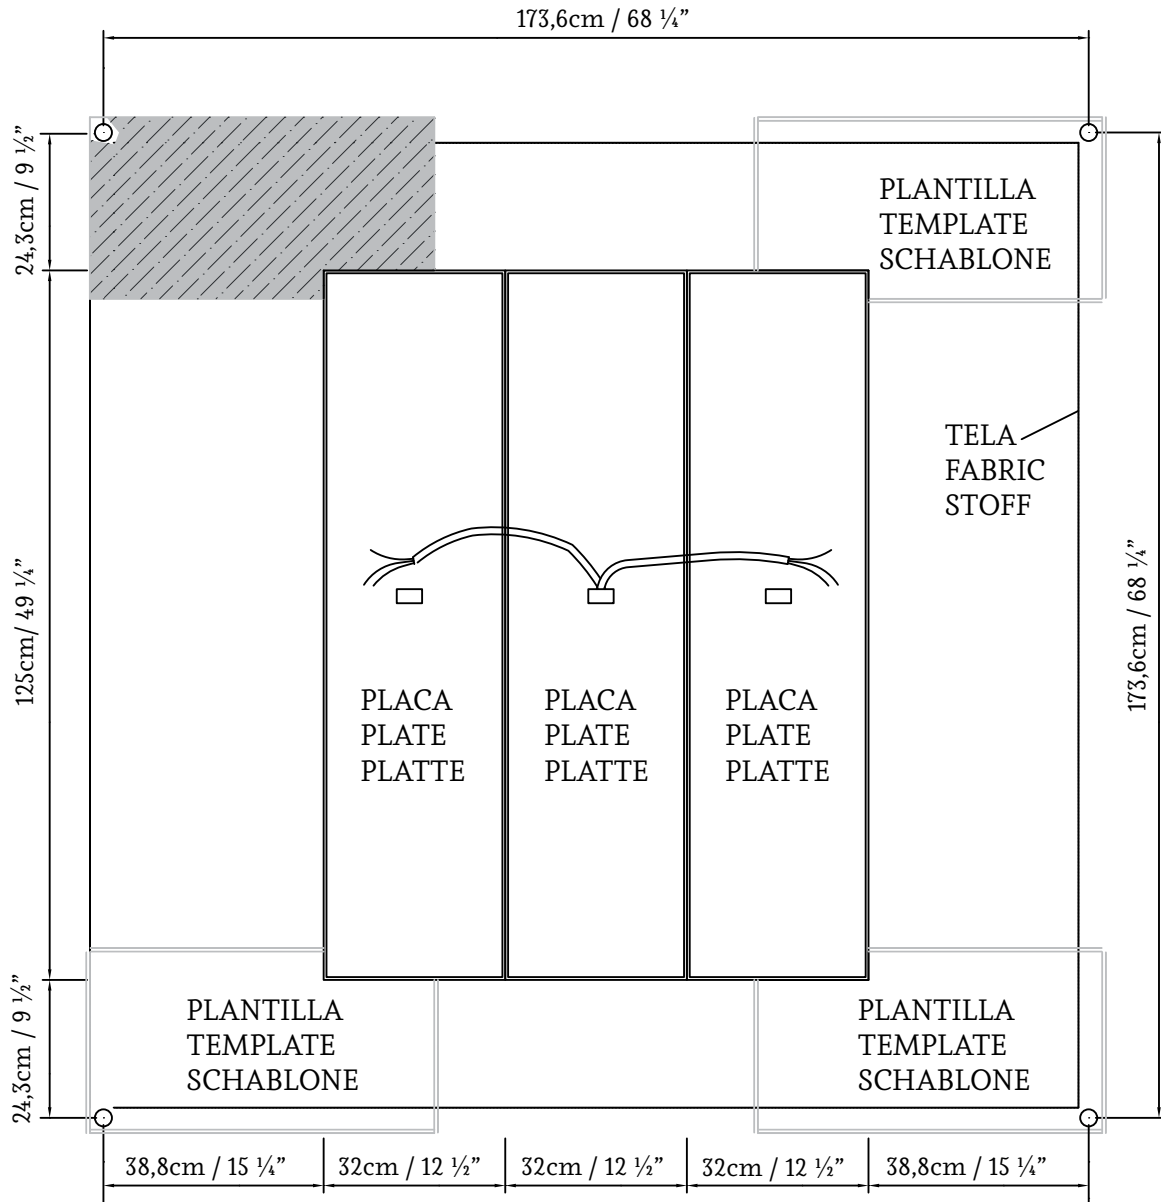 173,6cm / 68 ¼”
24,3cm / 9 ½”
PLANTILLA
TEMPLATE
SCHABLONE
TELA
FABRIC
STOFF
125cm/ 49 ¼”
173,6cm / 68 ¼”
PLACA
PLATE
PLATTE
PLACA
PLATE
PLATTE
PLACA
PLATE
PLATTE
24,3cm / 9 ½”
PLANTILLA
TEMPLATE
SCHABLONE
PLANTILLA
TEMPLATE
SCHABLONE
38,8cm / 15 ¼”
32cm / 12 ½”
32cm / 12 ½”
32cm / 12 ½”
38,8cm / 15 ¼”